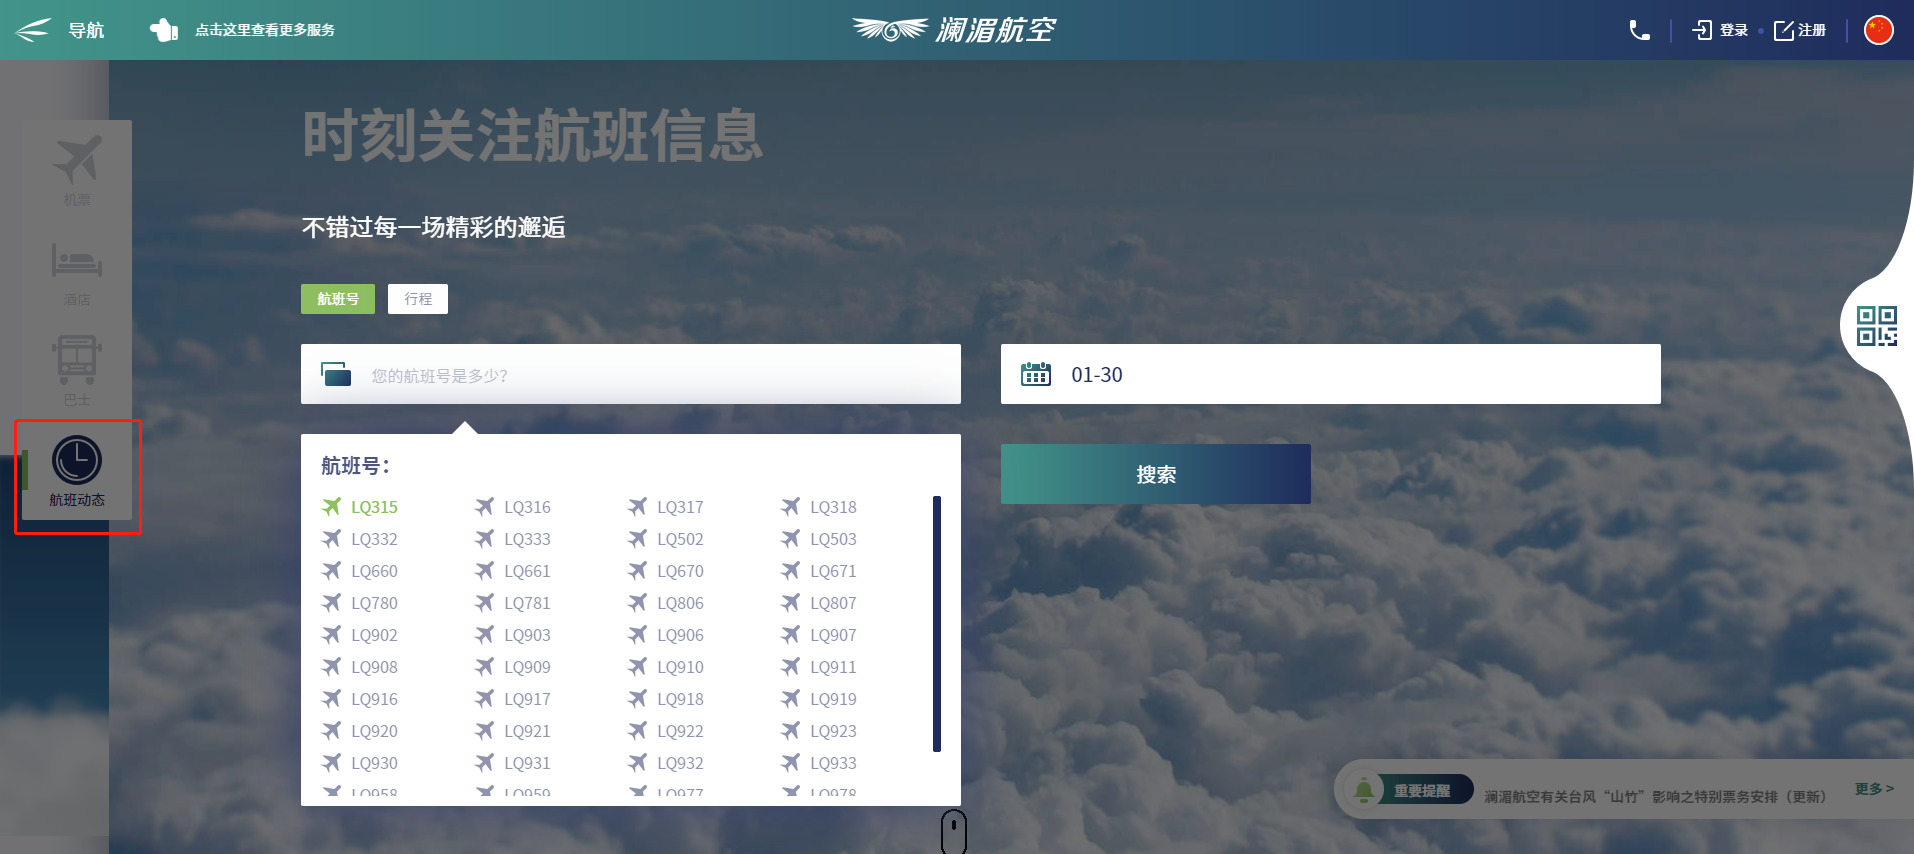 导航
点击这里查看更多服务
澜湄航空
登录
注册
时刻关注航班信息
不错过每一场精彩的邂逅
机票
酒店
巴士
航班动态
航班号
行程
您的航班号是多少？
01-30
搜索
航班号：
LQ315 LQ316 LQ317 LQ318
LQ332 LQ333 LQ502 LQ503
LQ660 LQ661 LQ670 LQ671
LQ780 LQ781 LQ806 LQ807
LQ902 LQ903 LQ906 LQ907
LQ908 LQ909 LQ910 LQ911
LQ916 LQ917 LQ918 LQ919
LQ920 LQ921 LQ922 LQ923
LQ930 LQ931 LQ932 LQ933
LQ958 LQ959 LQ977 LQ978
重要提醒
澜湄航空有关台风“山竹”影响之特别票务安排（更新）
更多 >